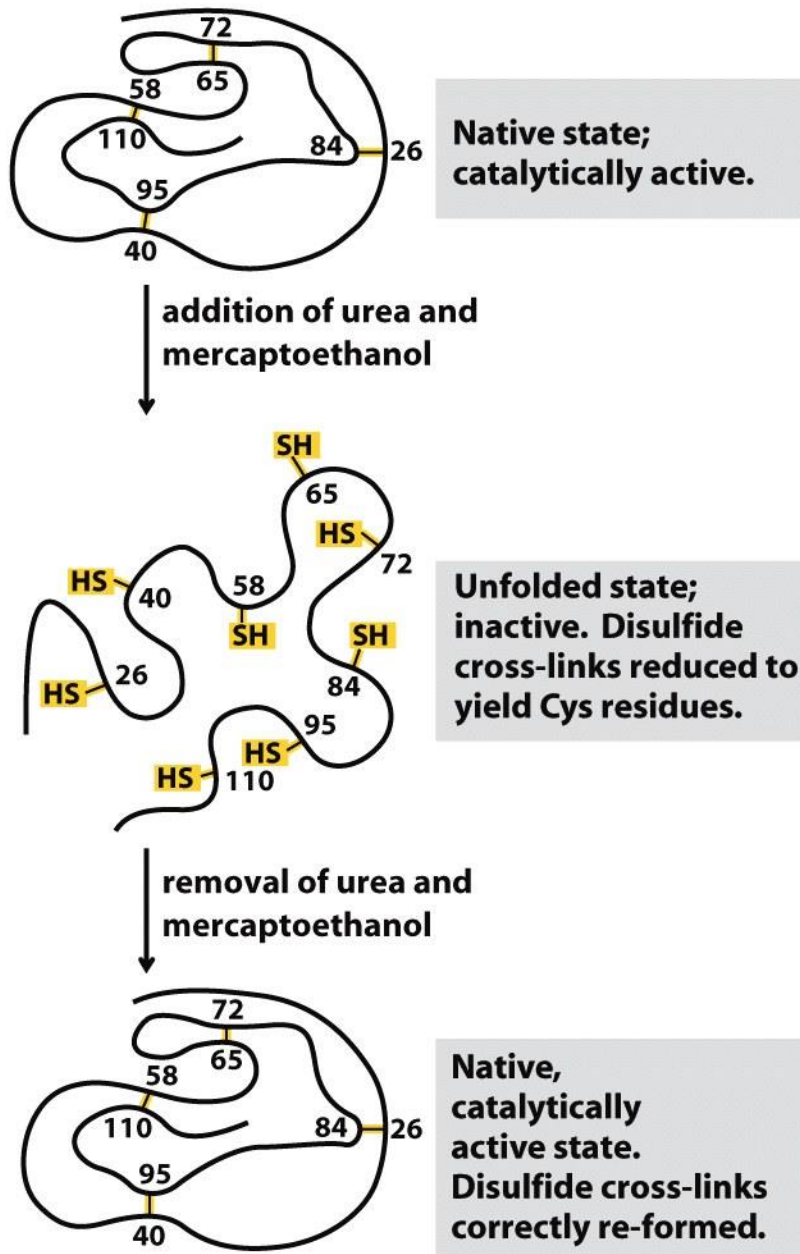 72
65
58
110
84
26
95
40
Native state;
catalytically active.
addition of urea and
mercaptoethanol
SH
65
HS
72
HS
40
58
SH
SH
84
26
HS
95
HS
HS
110
Unfolded state;
inactive. Disulfide
cross-links reduced to
yield Cys residues.
removal of urea and
mercaptoethanol
72
65
58
110
84
26
95
40
Native,
catalytically
active state.
Disulfide cross-links
correctly re-formed.